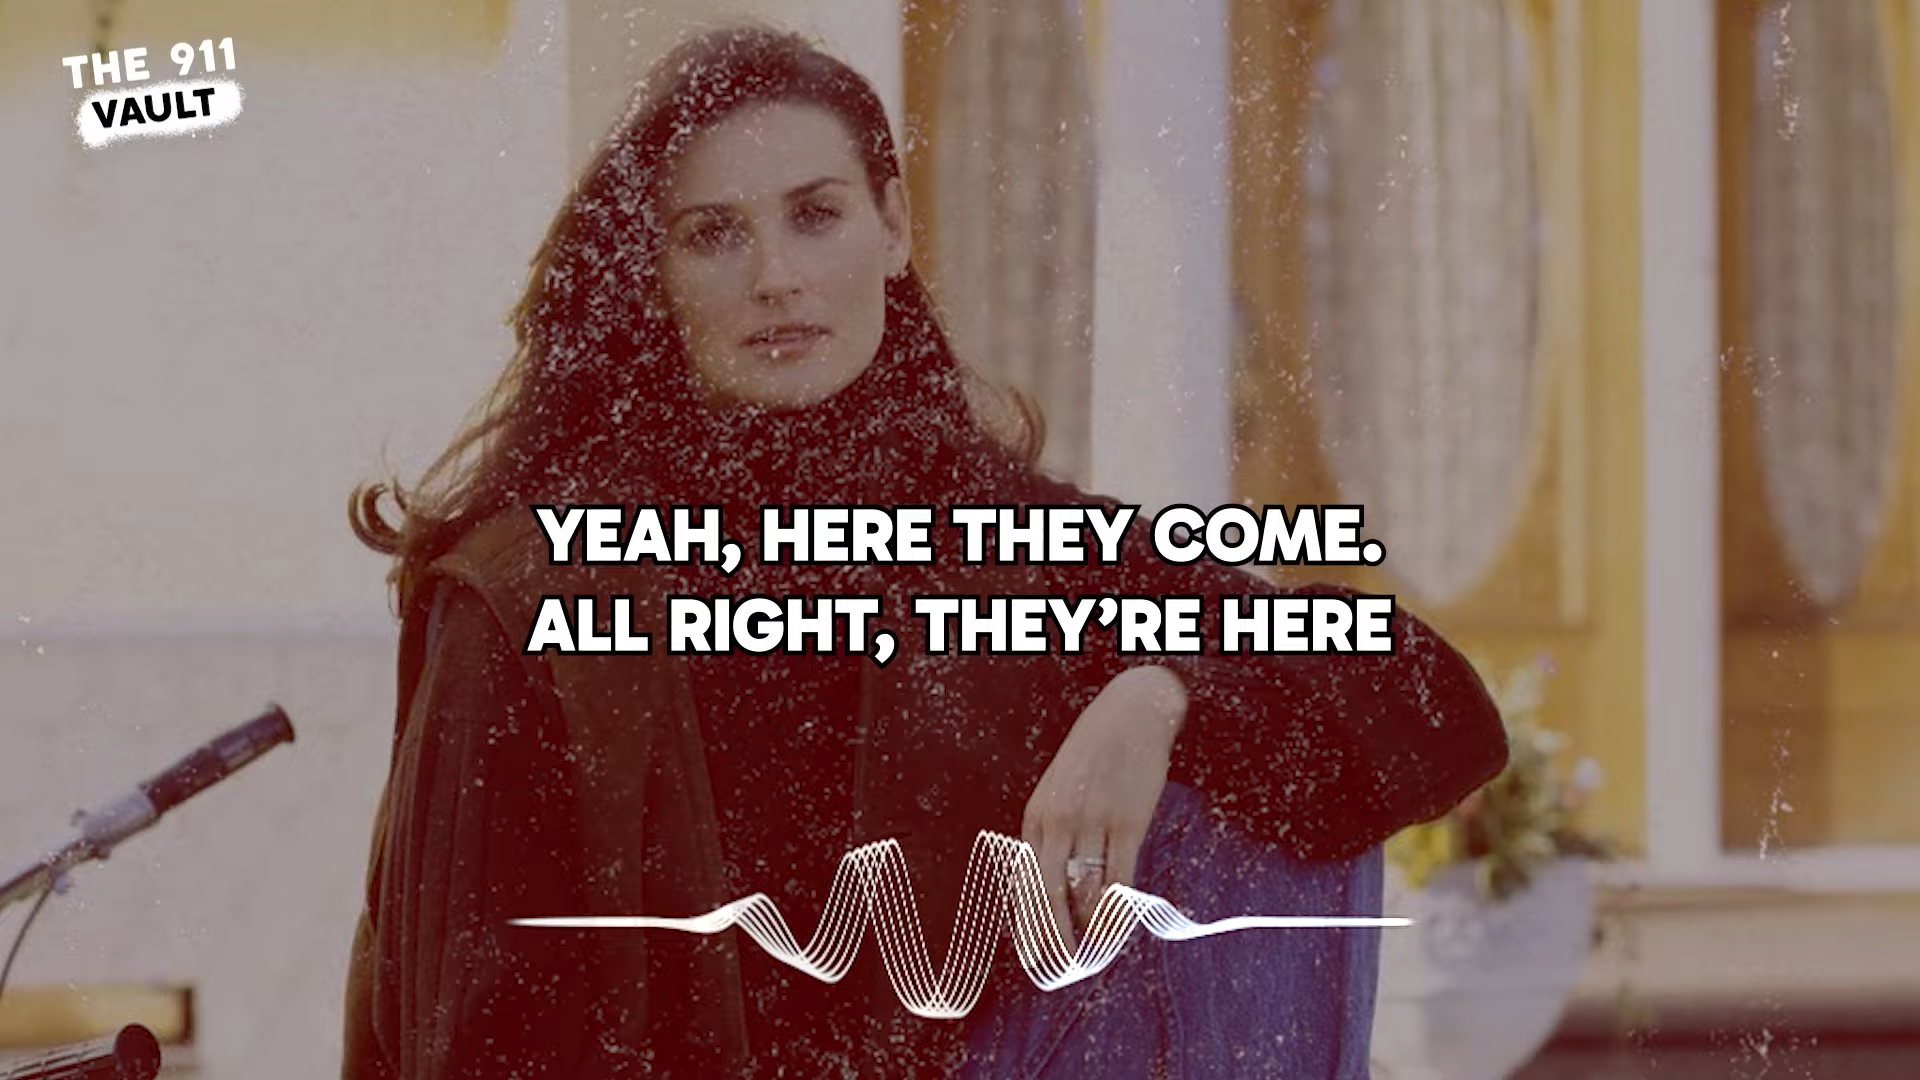 THE 911
VAULT
YEAH, HERE THEY COME.
ALL RIGHT, THEY’RE HERE